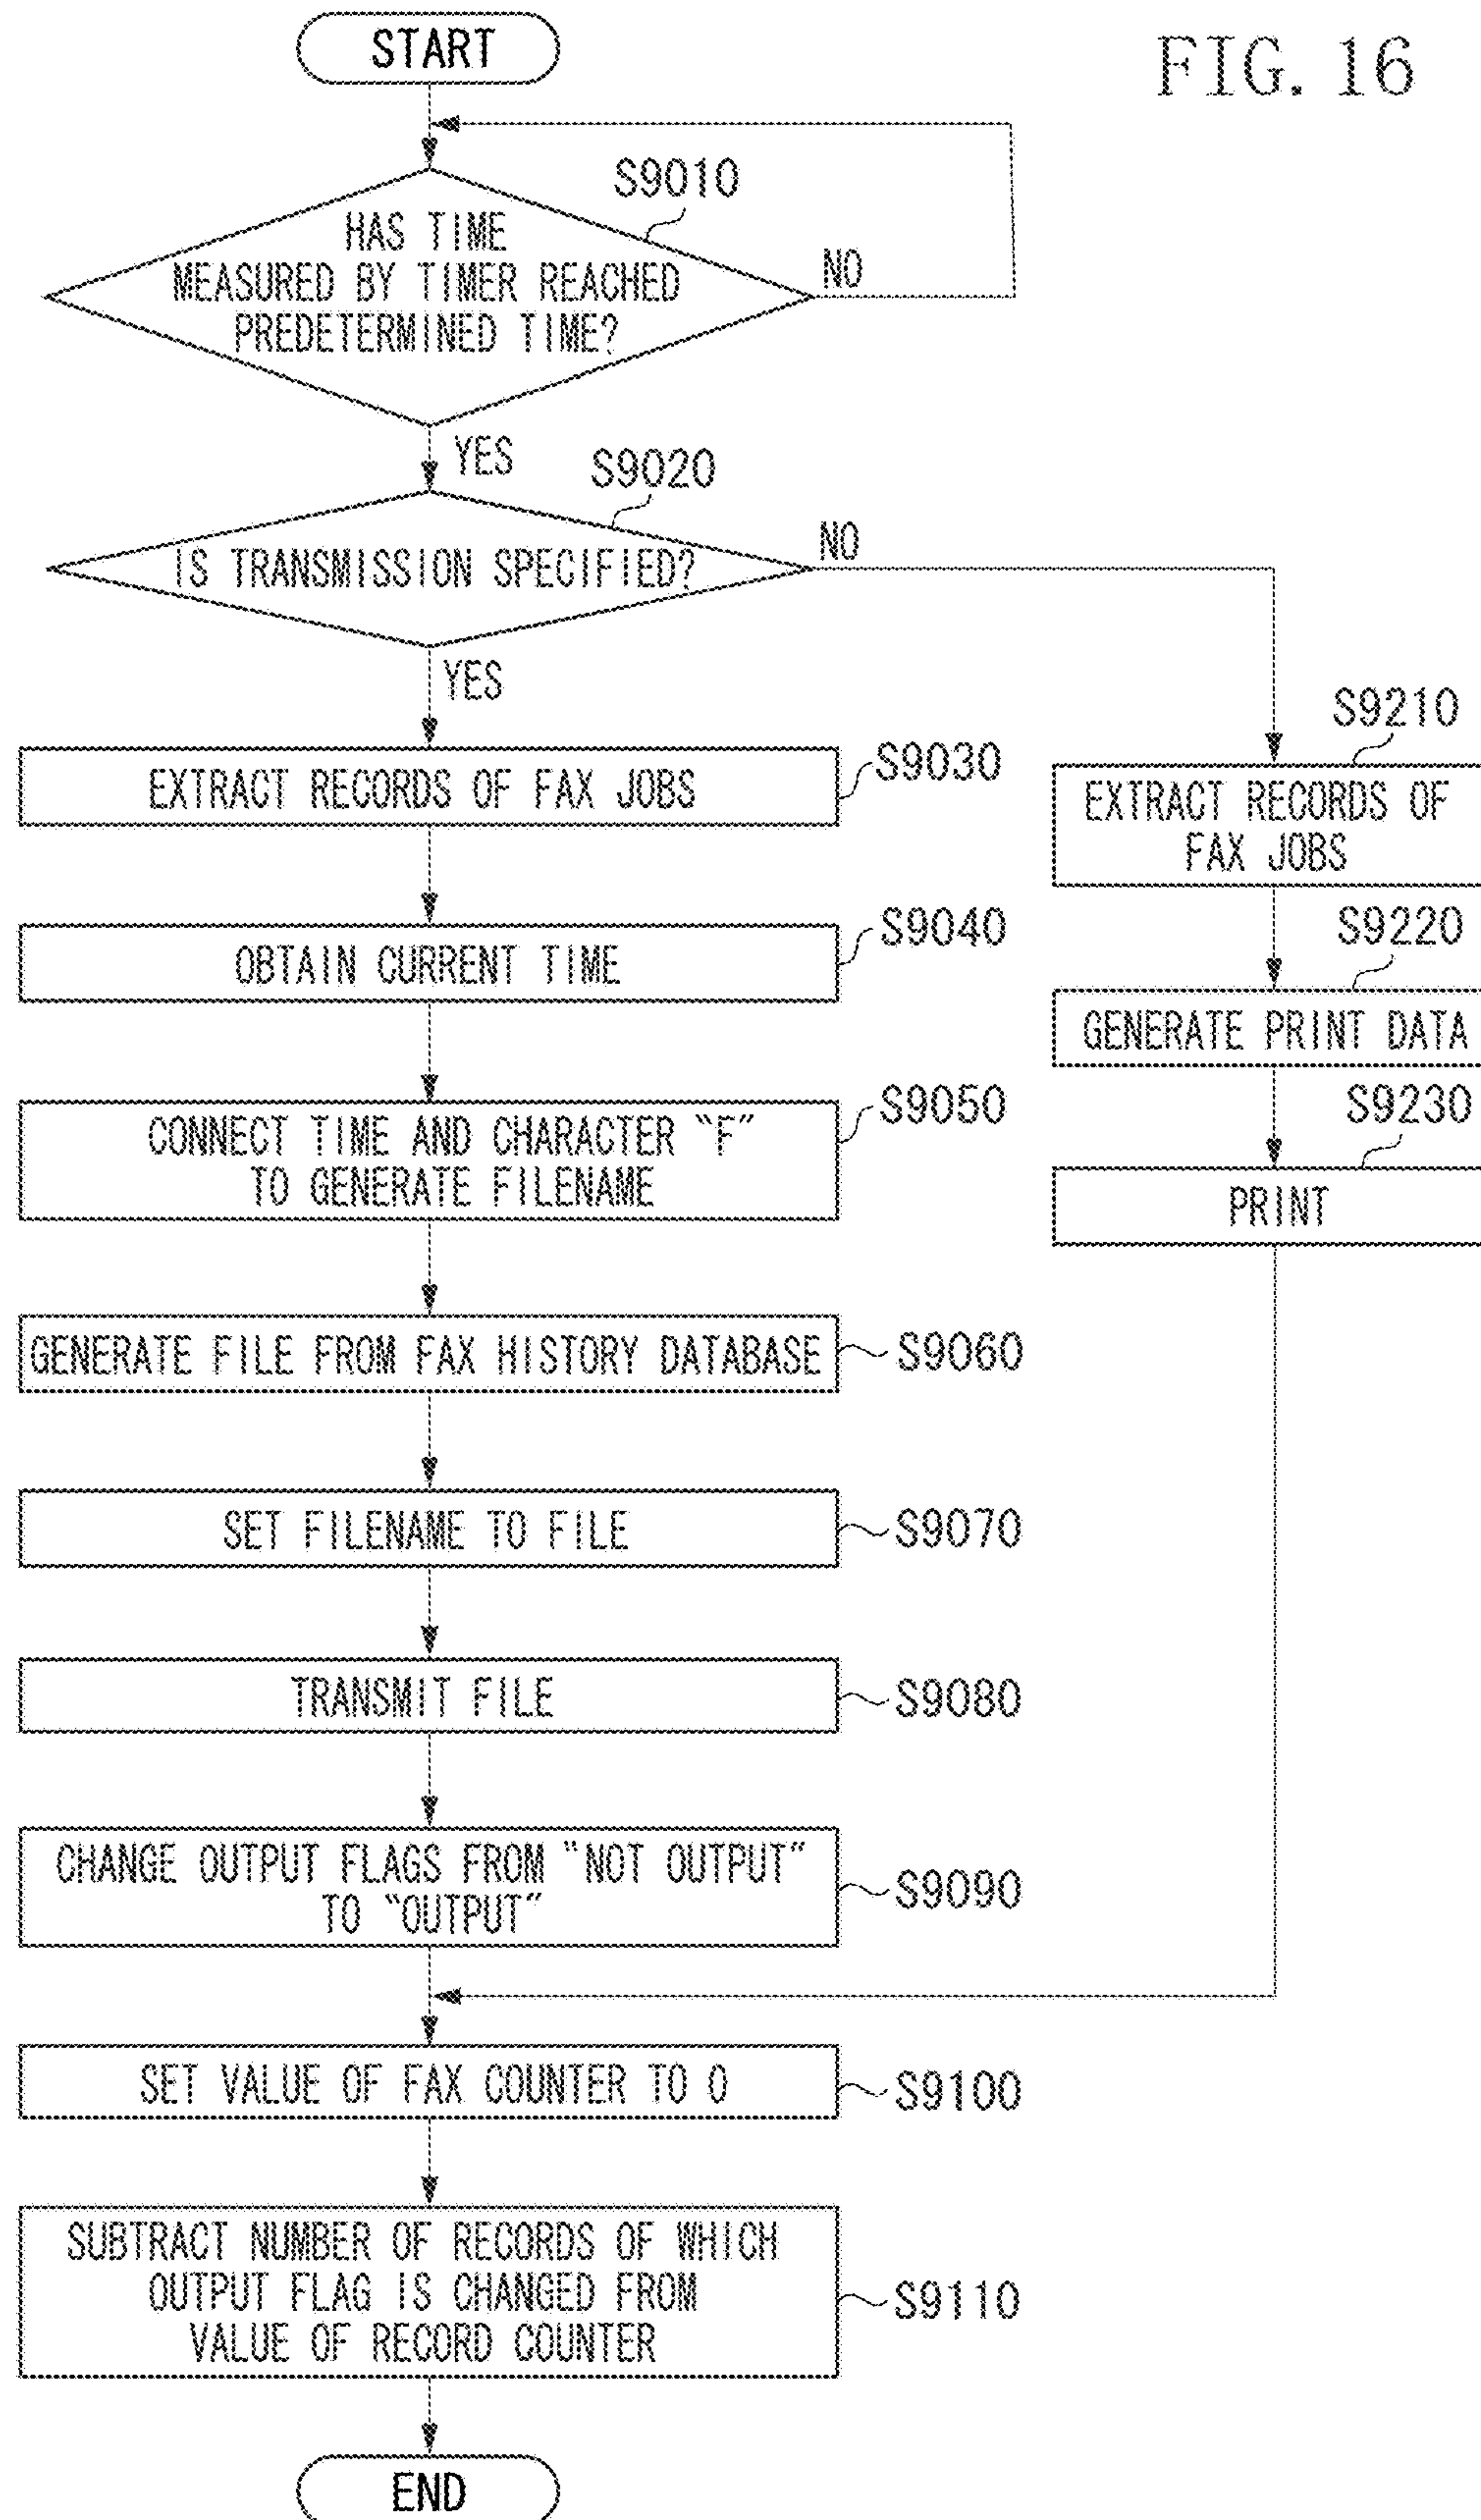 START
FIG. 16
S9010
HAS TIME
MEASURED BY TIMER REACHED
PREDETERMINED TIME?
NO
YES
S9020
IS TRANSMISSION SPECIFIED?
NO
YES
EXTRACT RECORDS OF FAX JOBS
S9030
OBTAIN CURRENT TIME
S9040
CONNECT TIME AND CHARACTER "F"
TO GENERATE FILENAME
S9050
GENERATE FILE FROM FAX HISTORY DATABASE
S9060
SET FILENAME TO FILE
S9070
TRANSMIT FILE
S9080
CHANGE OUTPUT FLAGS FROM "NOT OUTPUT"
TO "OUTPUT"
S9090
S9210
EXTRACT RECORDS OF
FAX JOBS
S9220
GENERATE PRINT DATA
S9230
PRINT
SET VALUE OF FAX COUNTER TO 0
S9100
SUBTRACT NUMBER OF RECORDS OF WHICH
OUTPUT FLAG IS CHANGED FROM
VALUE OF RECORD COUNTER
S9110
END